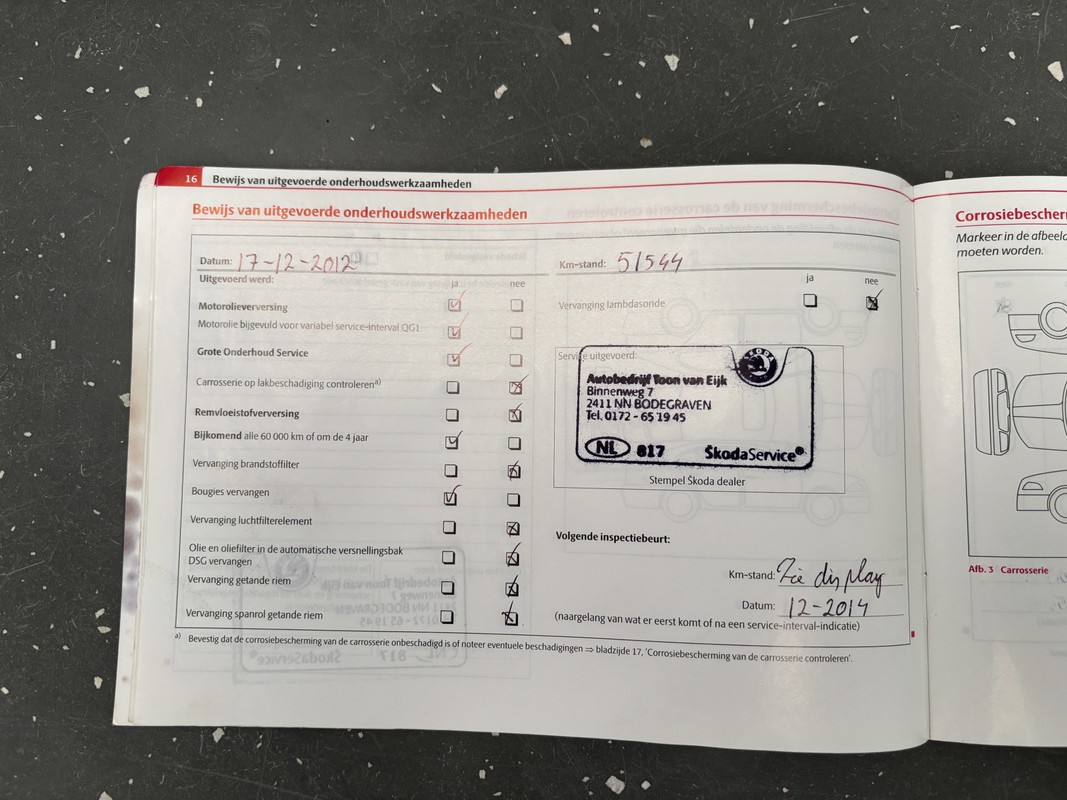 16 Bewijs van uitgevoerde onderhoudswerkzaamheden
Bewijs van uitgevoerde onderhoudswerkzaamheden
Datum: 17-12-2012
Uitgevoerd werd:
ja nee
Motorolieverversing
Motorolie bijgevuld voor variabel service-interval QG1
Grote Onderhoud Service
Carrosserie op lakbeschadiging controleren a)
Remvloeistofverversing
Bijkomend alle 60 000 km of om de 4 jaar
Vervanging brandstoffilter
Bougies vervangen
Vervanging luchtfilterelement
Olie en oliefilter in de automatische versnellingsbak
DSG vervangen
Vervanging getande riem
Vervanging spanrol getande riem
Km-stand: 51544
ja nee
Vervanging lambdasonde
Service uitgevoerd:
ŠKODA
Autobedrijf Toon van Eijk
Binnenweg 7
2411 NN BODEGRAVEN
Tel. 0172 - 65 19 45
NL 817 ŠkodaService
Stempel Škoda dealer
Volgende inspectiebeurt:
Km-stand: Zie display
Datum: 12-2014
(naargelang van wat er eerst komt of na een service-interval-indicatie)
a) Bevestig dat de corrosiebescherming van de carrosserie onbeschadigd is of noteer eventuele beschadigingen ⇒ bladzijde 17, 'Corrosiebescherming van de carrosserie controleren'.
Markeer in de
moeten worden.
Afb. 3 Carrosserie